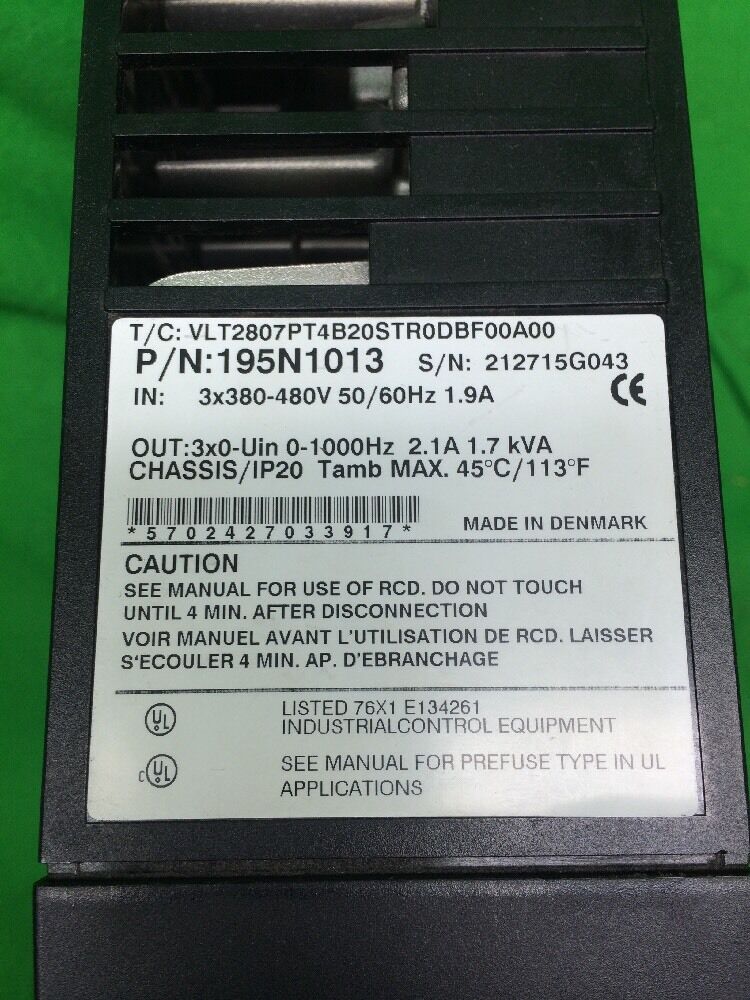 T/C: VLT2807PT4B20STR0DBF00A00
P/N:195N1013 S/N: 212715G043
IN: 3x380-480V 50/60Hz 1.9A
CE
OUT:3x0-Uin 0-1000Hz 2.1A 1.7 kVA
CHASSIS/IP20 Tamb MAX. 45°C/113°F
*5702427033917*
MADE IN DENMARK
CAUTION
SEE MANUAL FOR USE OF RCD. DO NOT TOUCH
UNTIL 4 MIN. AFTER DISCONNECTION
VOIR MANUEL AVANT L'UTILISATION DE RCD. LAISSER
S'ECOULER 4 MIN. AP. D'EBRANCHAGE
UL LISTED 76X1 E134261
INDUSTRIALCONTROL EQUIPMENT
c UL SEE MANUAL FOR PREFUSE TYPE IN UL
APPLICATIONS